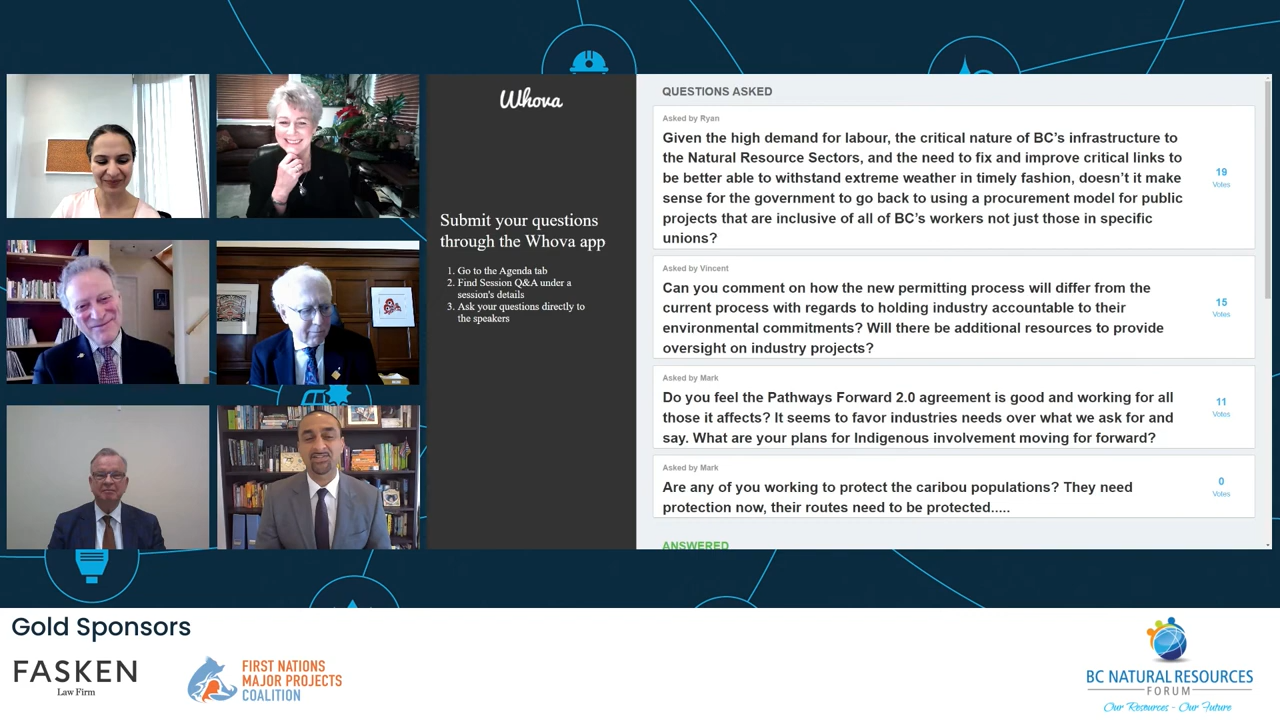 Whova
Submit your questions
through the Whova app
1. Go to the Agenda tab
2. Find Session Q&A under a
session's details
3. Ask your questions directly to
the speakers
QUESTIONS ASKED
Asked by Ryan
Given the high demand for labour, the critical nature of BC's infrastructure to
the Natural Resource Sectors, and the need to fix and improve critical links to
be better able to withstand extreme weather in timely fashion, doesn't it make
sense for the government to go back to using a procurement model for public
projects that are inclusive of all of BC's workers not just those in specific
unions?
19
Votes
Asked by Vincent
Can you comment on how the new permitting process will differ from the
current process with regards to holding industry accountable to their
environmental commitments? Will there be additional resources to provide
oversight on industry projects?
15
Votes
Asked by Mark
Do you feel the Pathways Forward 2.0 agreement is good and working for all
those it affects? It seems to favor industries needs over what we ask for and
say. What are your plans for Indigenous involvement moving for forward?
11
Votes
Asked by Mark
Are any of you working to protect the caribou populations? They need
protection now, their routes need to be protected.....
0
Votes
ANSWERED
Gold Sponsors
FASKEN
Law Firm
FIRST NATIONS
MAJOR PROJECTS
COALITION
BC NATURAL RESOURCES
FORUM
Our Resources - Our Future